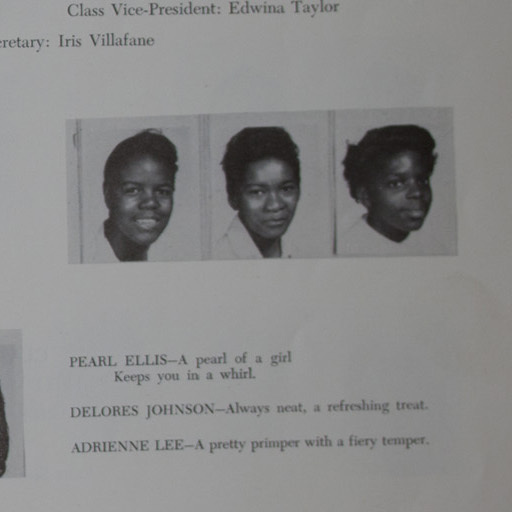 Class Vice-President: Edwina Taylor
retary: Iris Villafane
PEARL ELLIS—A pearl of a girl
Keeps you in a whirl.
DELORES JOHNSON—Always neat, a refreshing treat.
ADRIENNE LEE—A pretty primper with a fiery temper.